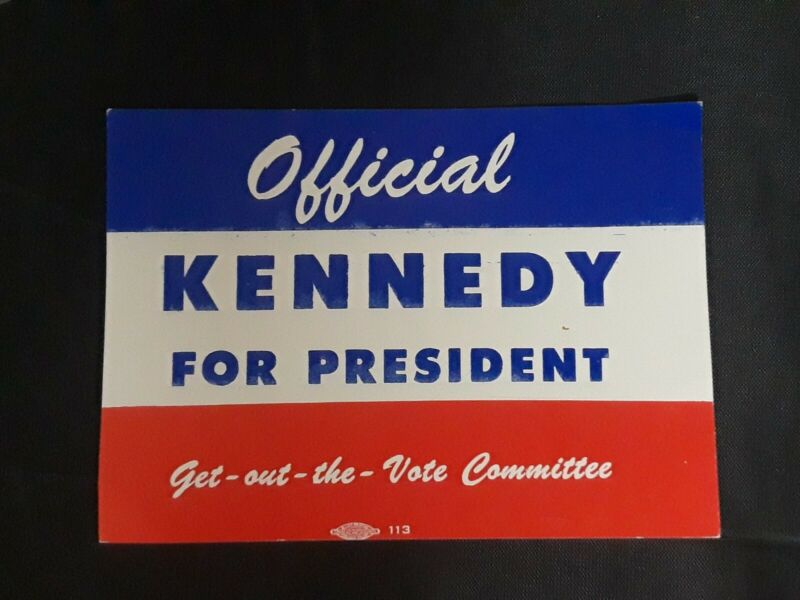 Official
KENNEDY
FOR PRESIDENT
Get-out-the-Vote Committee
113